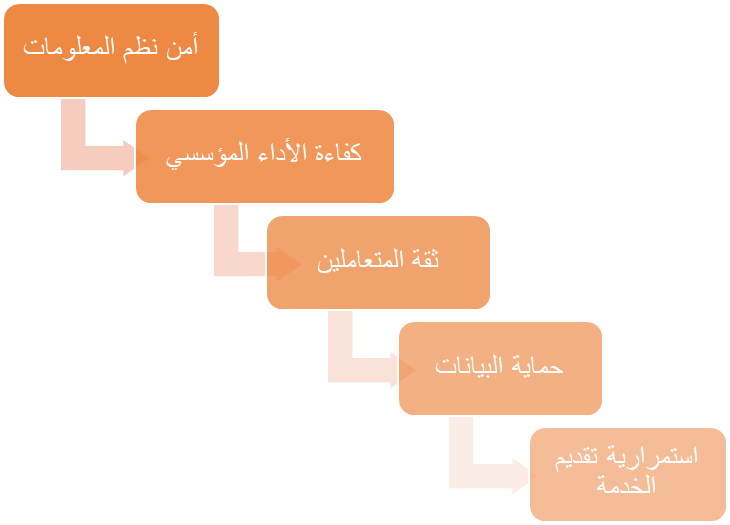 أمن نظم المعلومات
كفاءة الأداء المؤسسي
ثقة المتعاملين
حماية البيانات
استمرارية تقديم
الخدمة